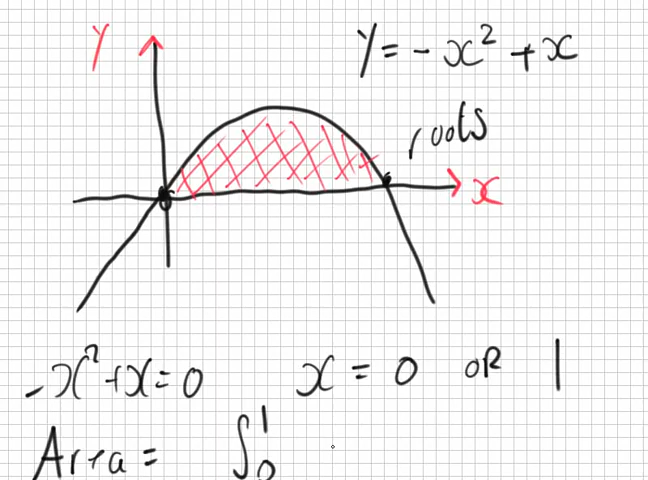 Y
Y = -x² + x
roots
x
-x² + x = 0 x = 0 OR 1
Area = ∫₀¹